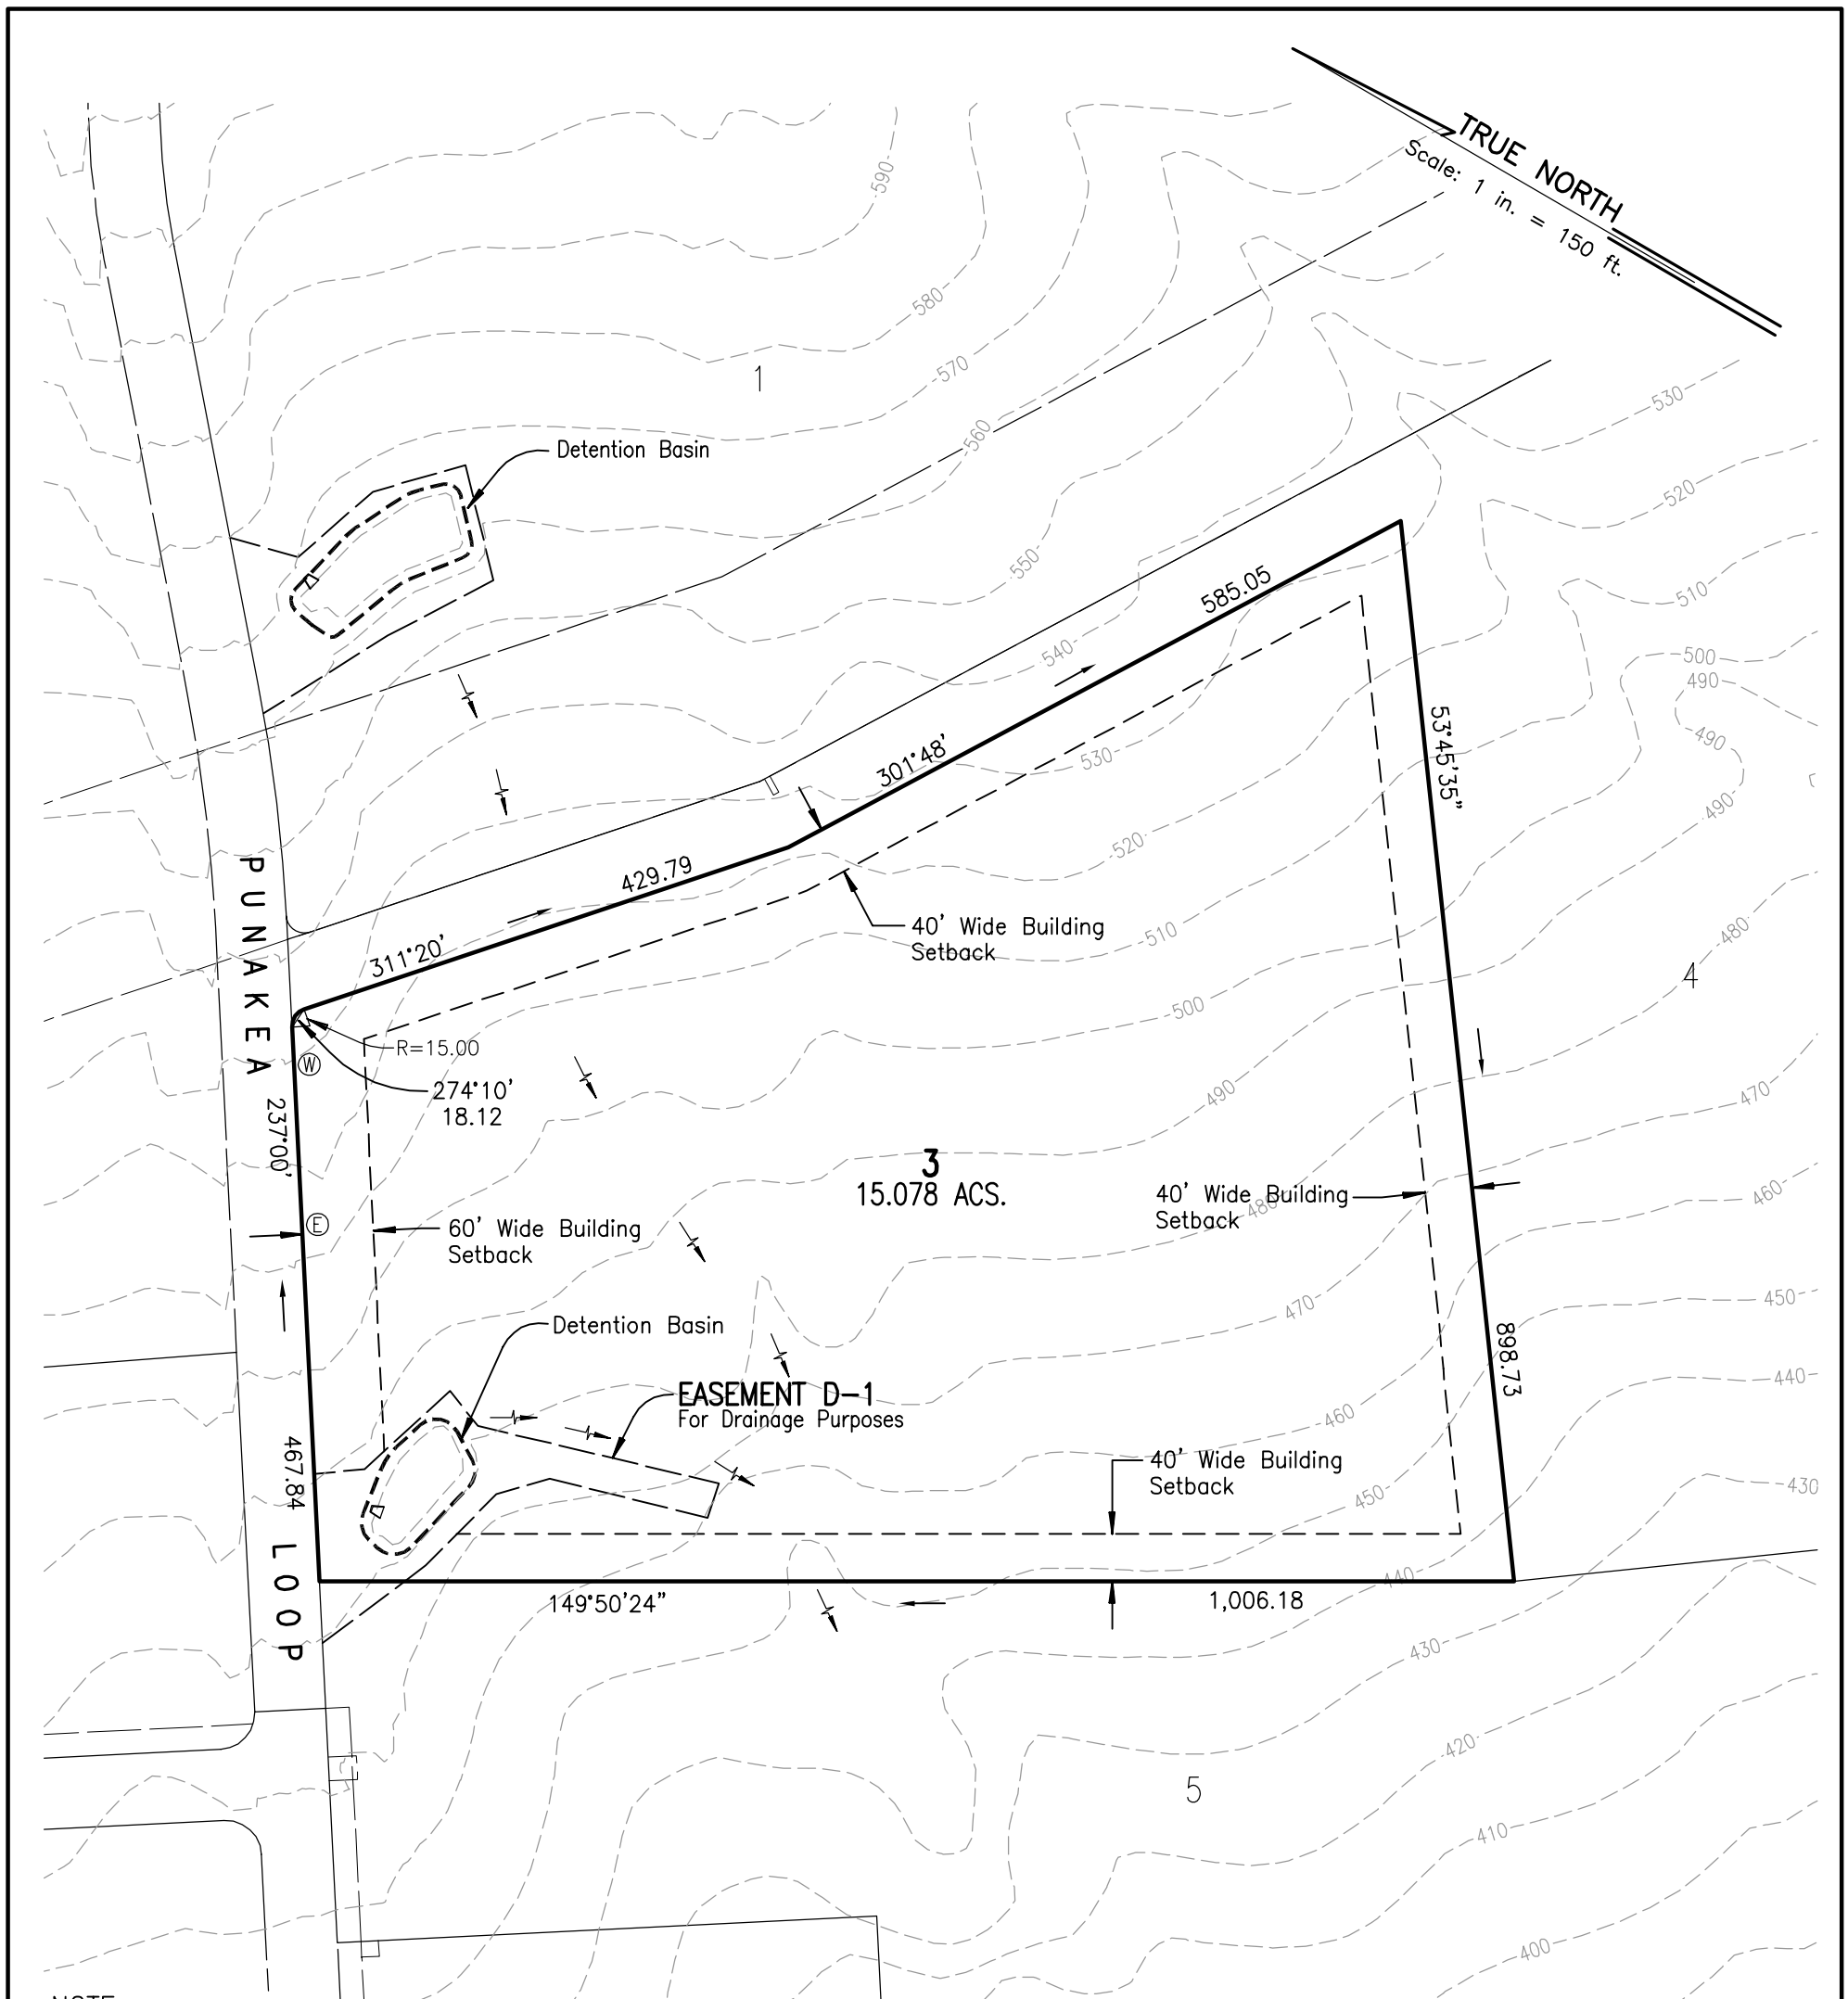 TRUE NORTH
Scale: 1 in. = 150 ft.
590
580
570
560
550
540
530
530
520
510
500
490
490
490
480
470
460
450
440
430
1
Detention Basin
585.05
301°48'
53°45'35"
429.79
311°20'
530
520
510
500
490
480
470
460
450
440
40' Wide Building
Setback
4
PUNAKEA LOOP
R=15.00
W
274°10'
18.12
237°00'
3
15.078 ACS.
E
60' Wide Building
Setback
40' Wide Building
Setback
Detention Basin
898.73
EASEMENT D-1
For Drainage Purposes
467.84
40' Wide Building
Setback
149°50'24"
1,006.18
430
420
5
410
400